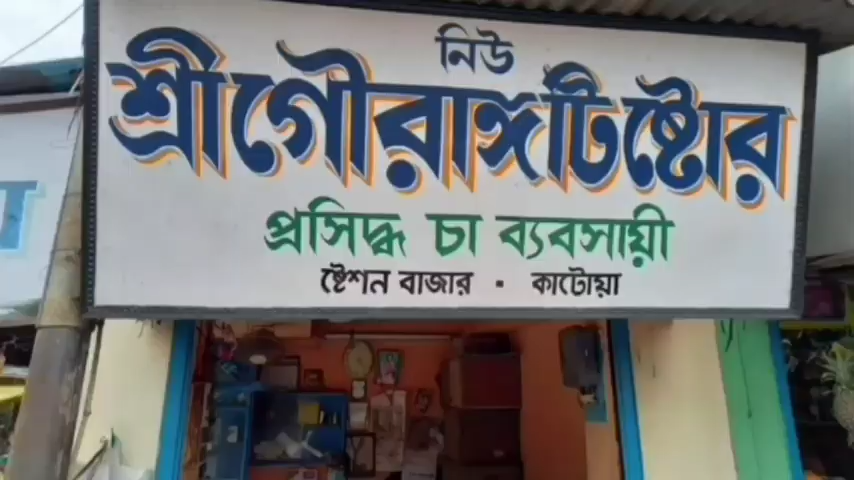 নিউ
শ্রীগৌরাঙ্গটিষ্টোর
প্রসিদ্ধ চা ব্যবসায়ী
ষ্টেশন বাজার • কাটোয়া